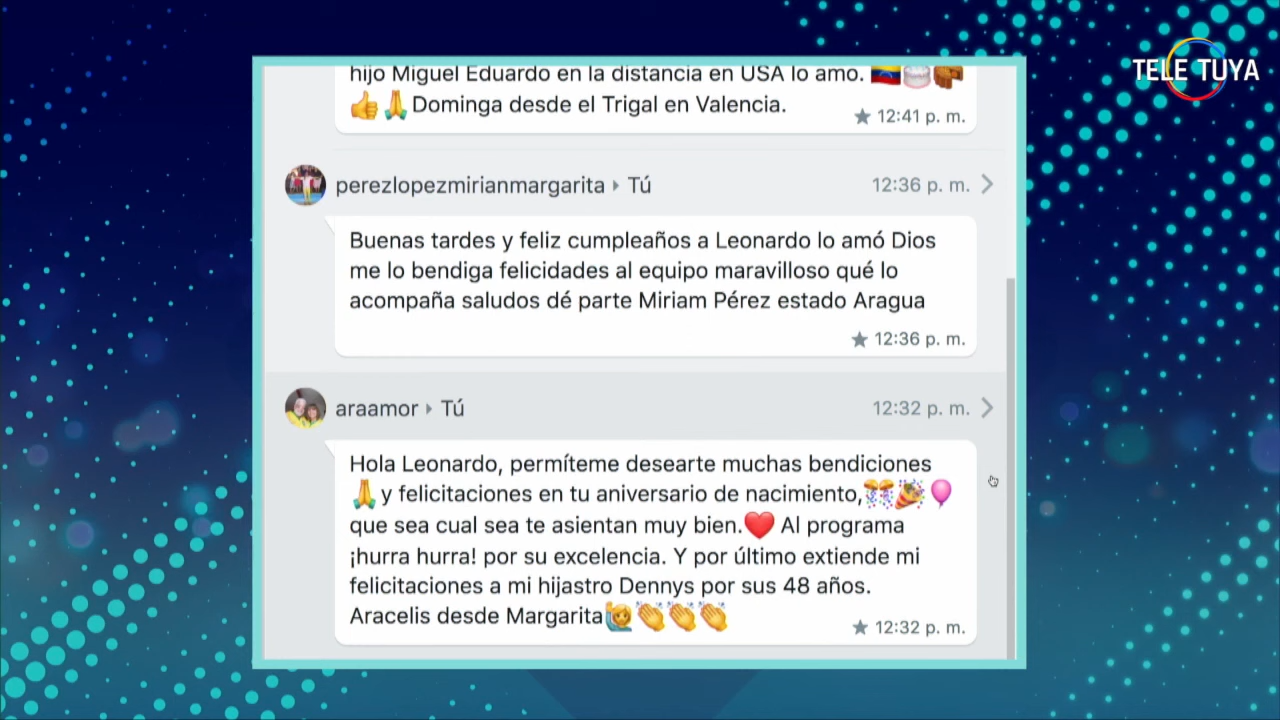 TELE TUYA
hijo Miguel Eduardo en la distancia en USA lo amo. 🇻🇪🎂👜
👍🙏Dominga desde el Trigal en Valencia.
★ 12:41 p. m.
perezlopezmirianmargarita ▸ Tú 12:36 p. m.
Buenas tardes y feliz cumpleaños a Leonardo lo amó Dios
me lo bendiga felicidades al equipo maravilloso qué lo
acompaña saludos dé parte Miriam Pérez estado Aragua
★ 12:36 p. m.
araamor ▸ Tú 12:32 p. m.
Hola Leonardo, permíteme desearte muchas bendiciones
🙏y felicitaciones en tu aniversario de nacimiento,🎊🎉🎈
que sea cual sea te asientan muy bien.❤️ Al programa
¡hurra hurra! por su excelencia. Y por último extiende mi
felicitaciones a mi hijastro Dennys por sus 48 años.
Aracelis desde Margarita🙋👏👏👏
★ 12:32 p. m.